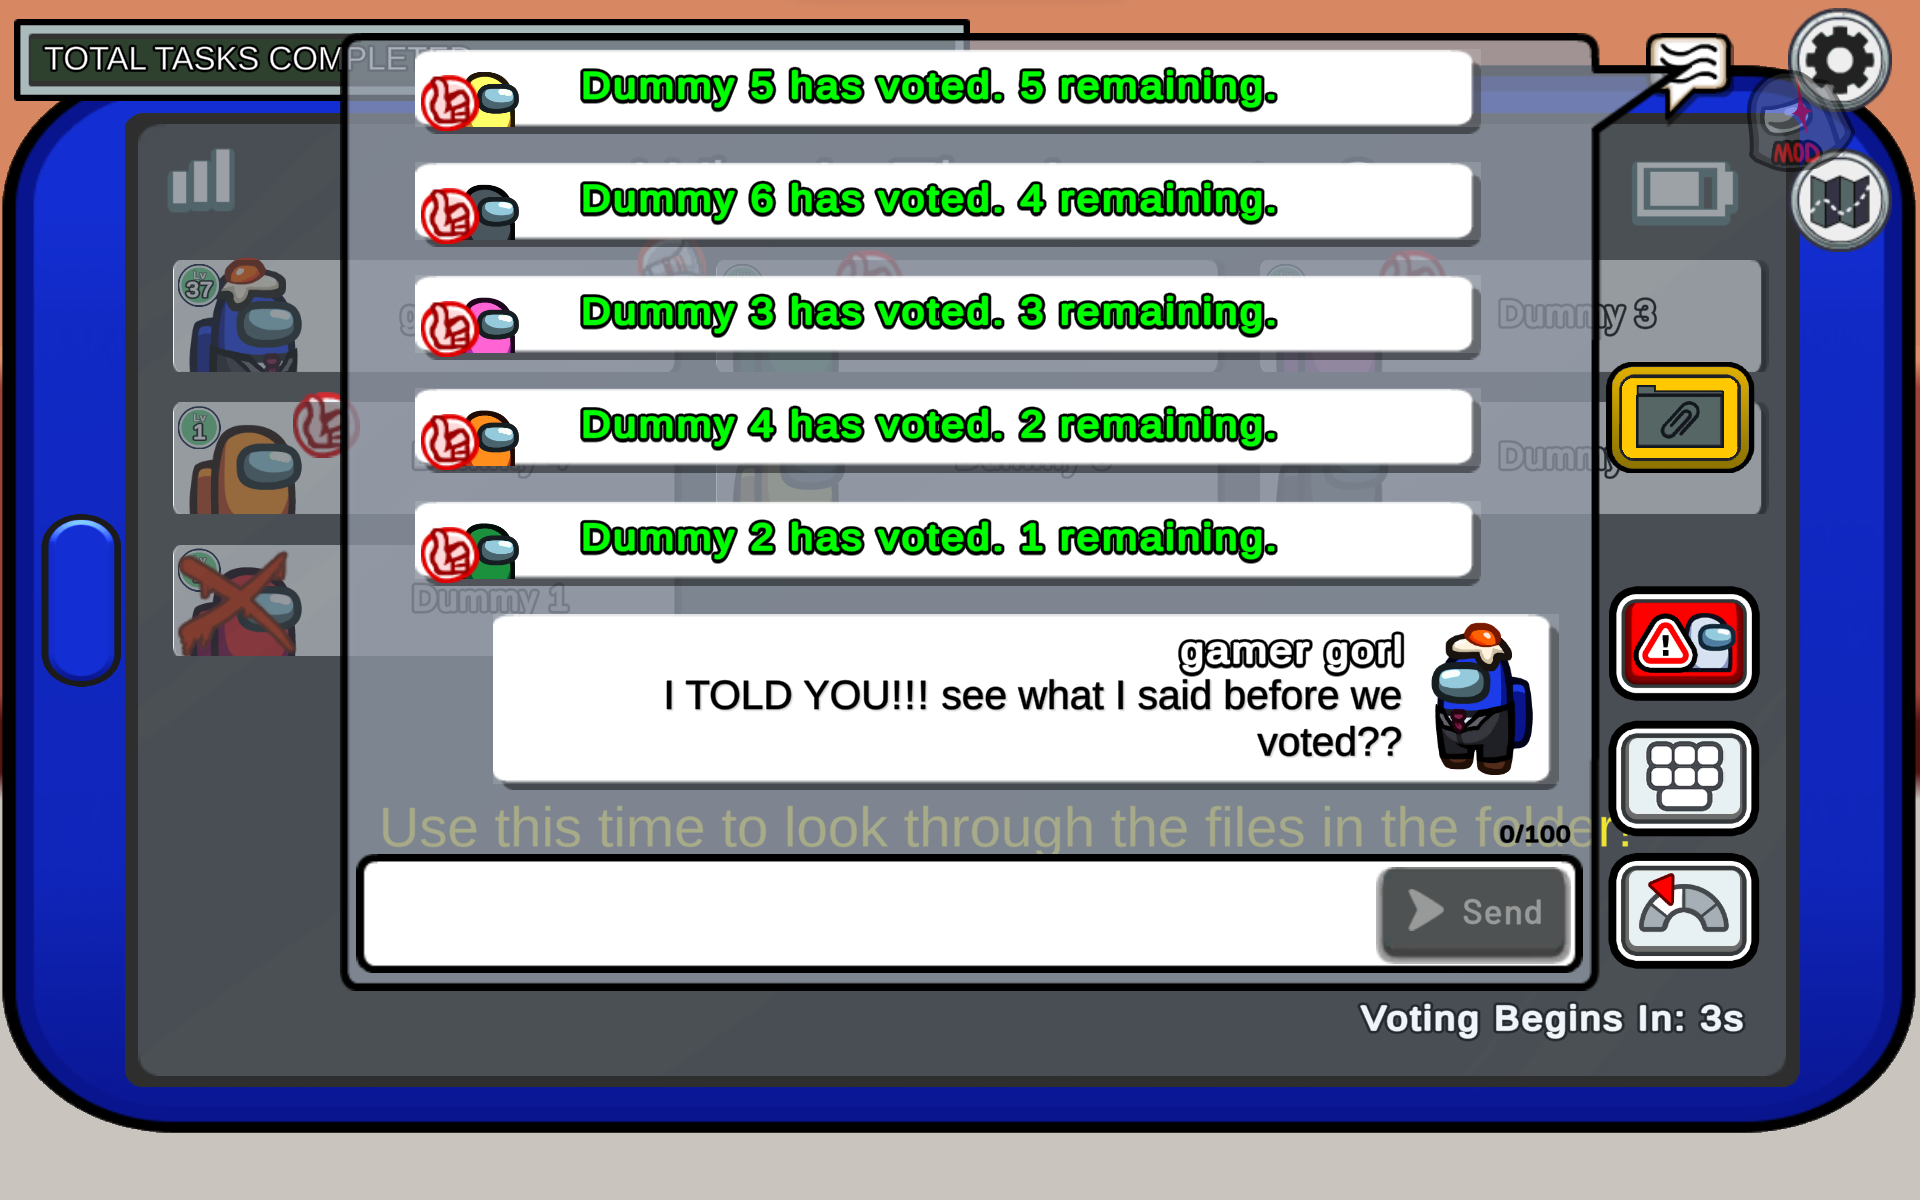 TOTAL TASKS COMPLETED
Dummy 5 has voted. 5 remaining.
Dummy 6 has voted. 4 remaining.
MOD
Lv
37
Dummy 3 has voted. 3 remaining.
Dummy 3
Lv
1
Dummy 4 has voted. 2 remaining.
Dummy 5
Dummy
Dummy 2 has voted. 1 remaining.
Dummy 1
gamer gorl
I TOLD YOU!!! see what I said before we
voted??
Use this time to look through the files in the folder!
0/100
Send
Voting Begins In: 3s